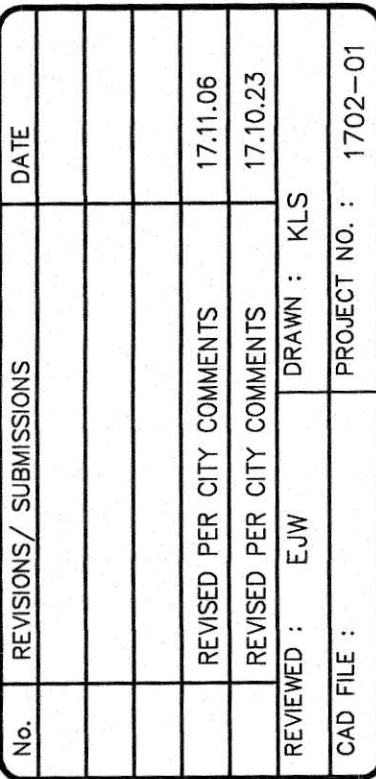 No. REVISIONS/ SUBMISSIONS DATE
REVISED PER CITY COMMENTS 17.11.06
REVISED PER CITY COMMENTS 17.10.23
REVIEWED : EJW DRAWN : KLS
CAD FILE : PROJECT NO. : 1702-01